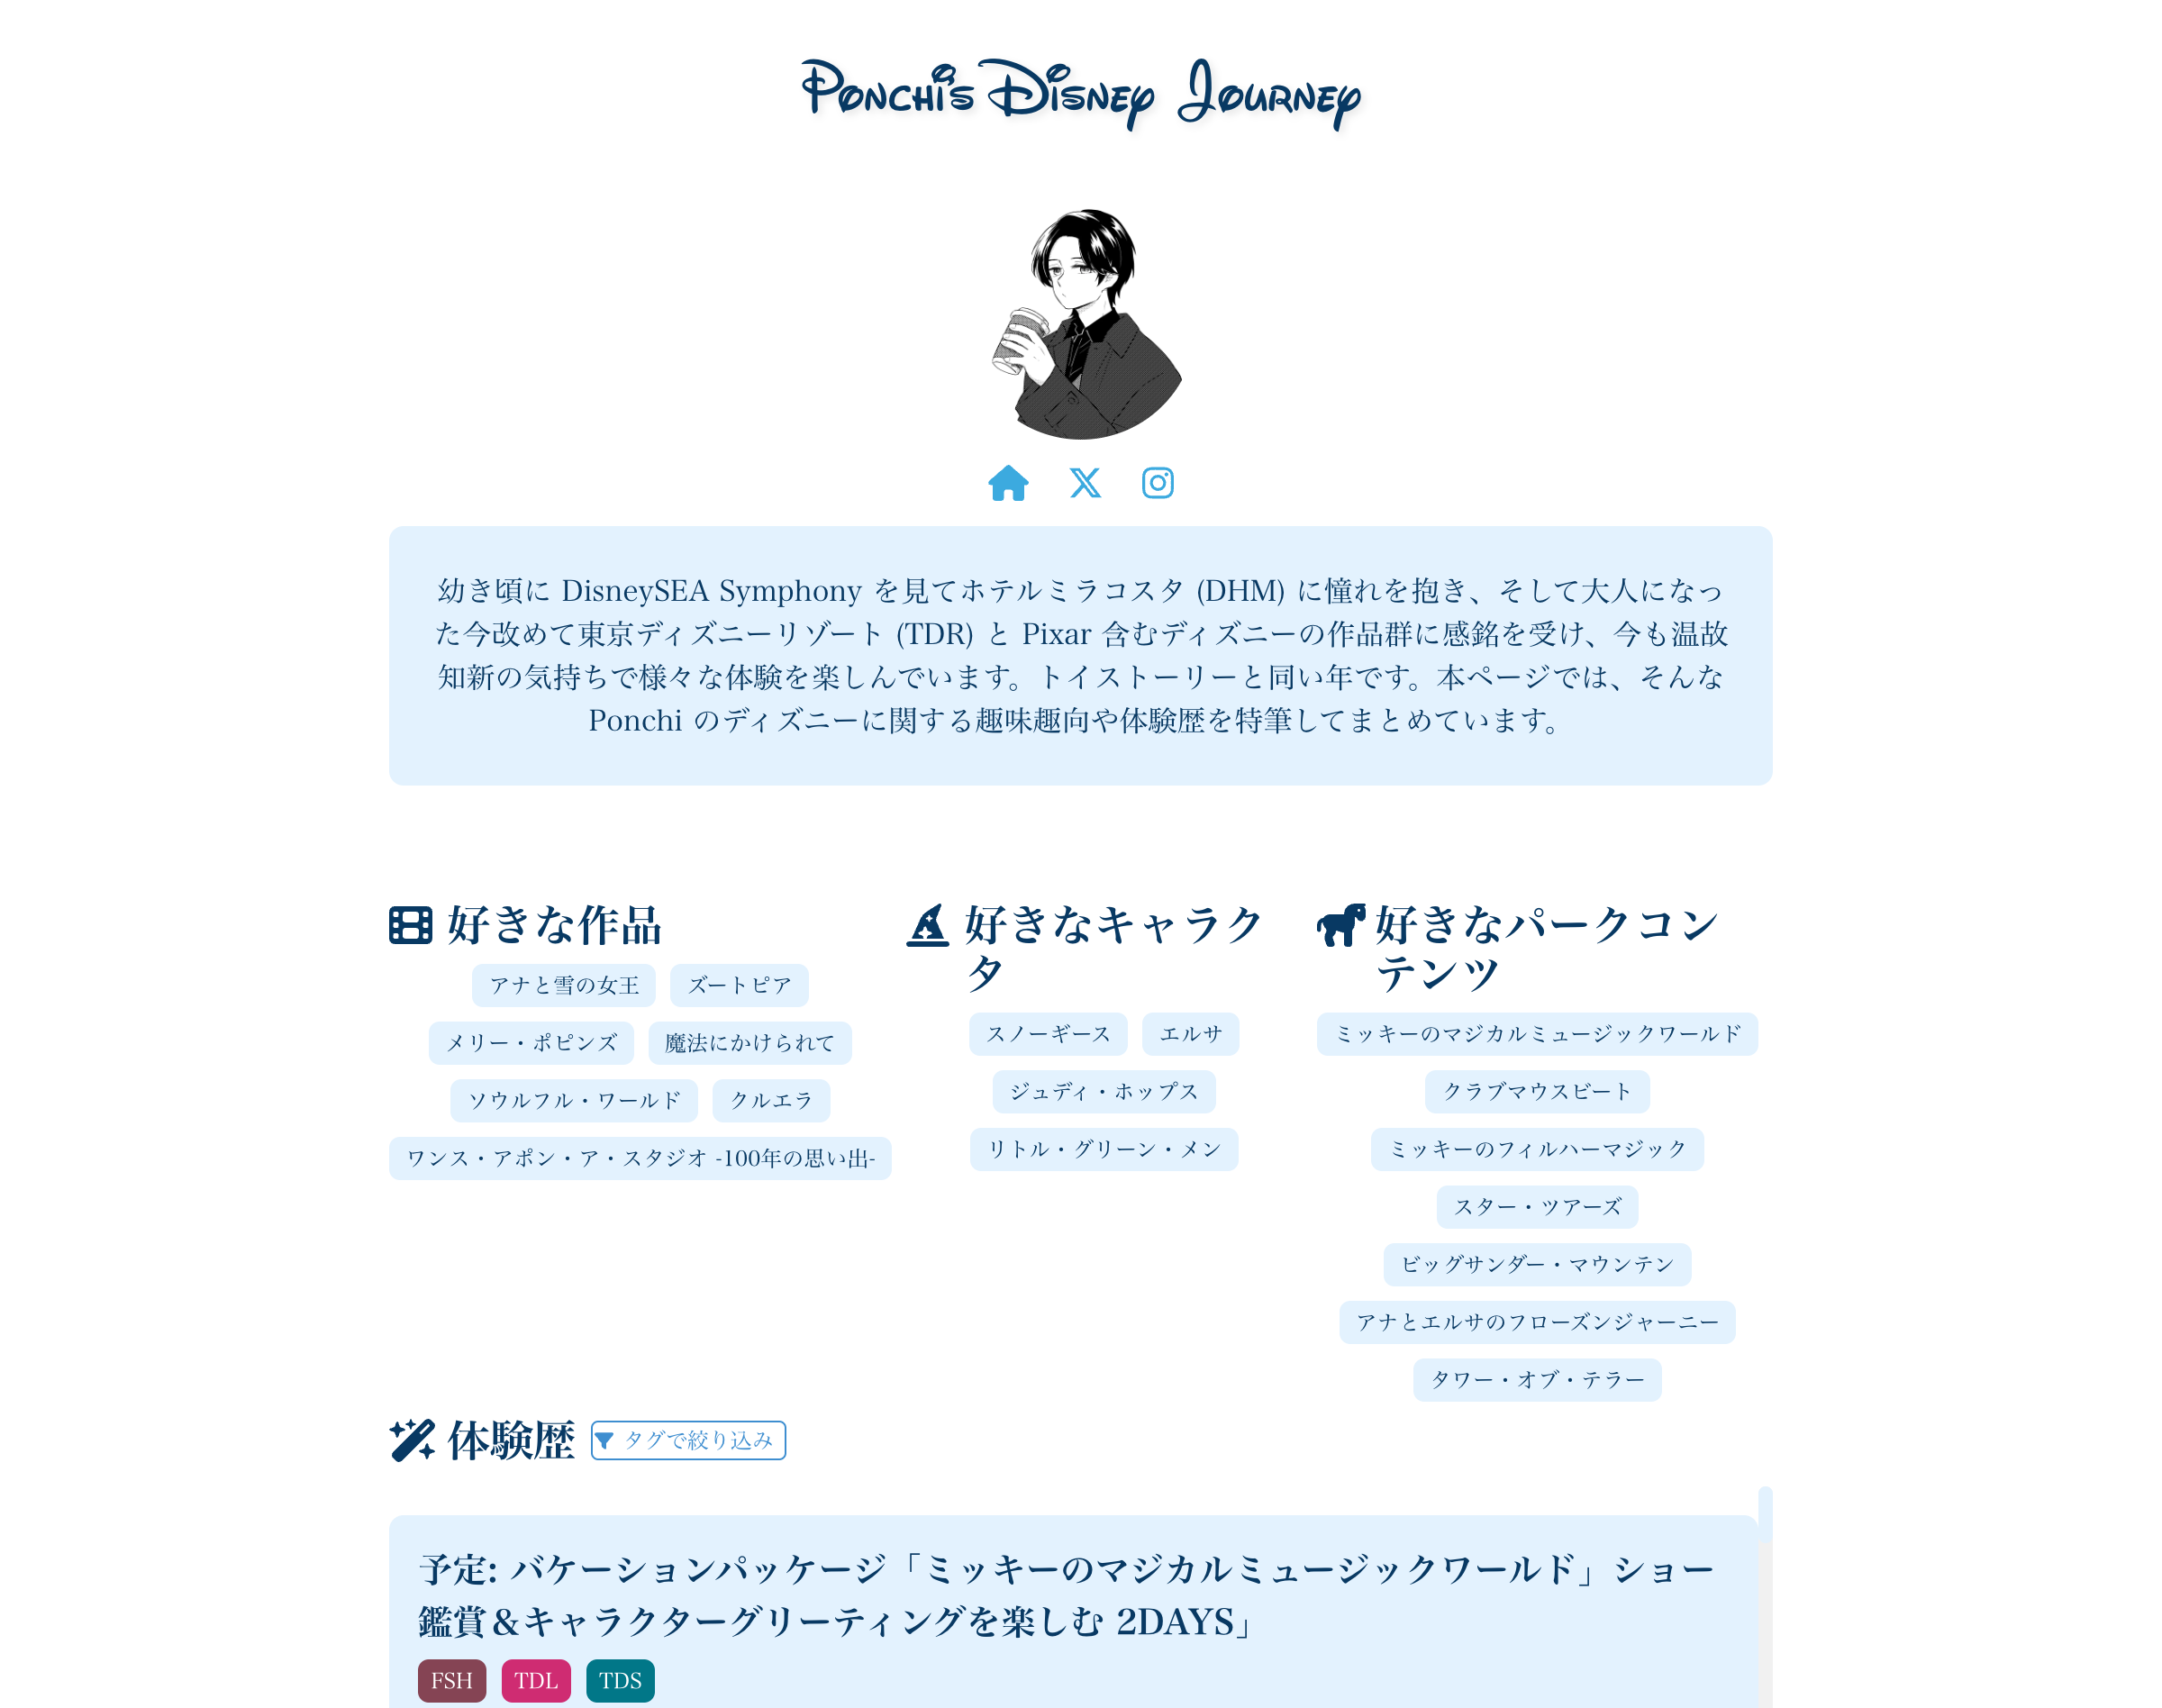 Ponchi's Disney Journey
幼き頃に DisneySEA Symphony を見てホテルミラコスタ (DHM) に憧れを抱き、そして大人になっ
た今改めて東京ディズニーリゾート (TDR) と Pixar 含むディズニーの作品群に感銘を受け、今も温故
知新の気持ちで様々な体験を楽しんでいます。トイストーリーと同い年です。本ページでは、そんな
Ponchi のディズニーに関する趣味趣向や体験歴を特筆してまとめています。
好きな作品
アナと雪の女王 ズートピア
メリー・ポピンズ 魔法にかけられて
ソウルフル・ワールド クルエラ
ワンス・アポン・ア・スタジオ -100年の思い出-
好きなキャラク
タ
スノーギース エルサ
ジュディ・ホップス
リトル・グリーン・メン
好きなパークコン
テンツ
ミッキーのマジカルミュージックワールド
クラブマウスビート
ミッキーのフィルハーマジック
スター・ツアーズ
ビッグサンダー・マウンテン
アナとエルサのフローズンジャーニー
タワー・オブ・テラー
体験歴 タグで絞り込み
予定: バケーションパッケージ「ミッキーのマジカルミュージックワールド」ショー
鑑賞＆キャラクターグリーティングを楽しむ 2DAYS」
FSH TDL TDS